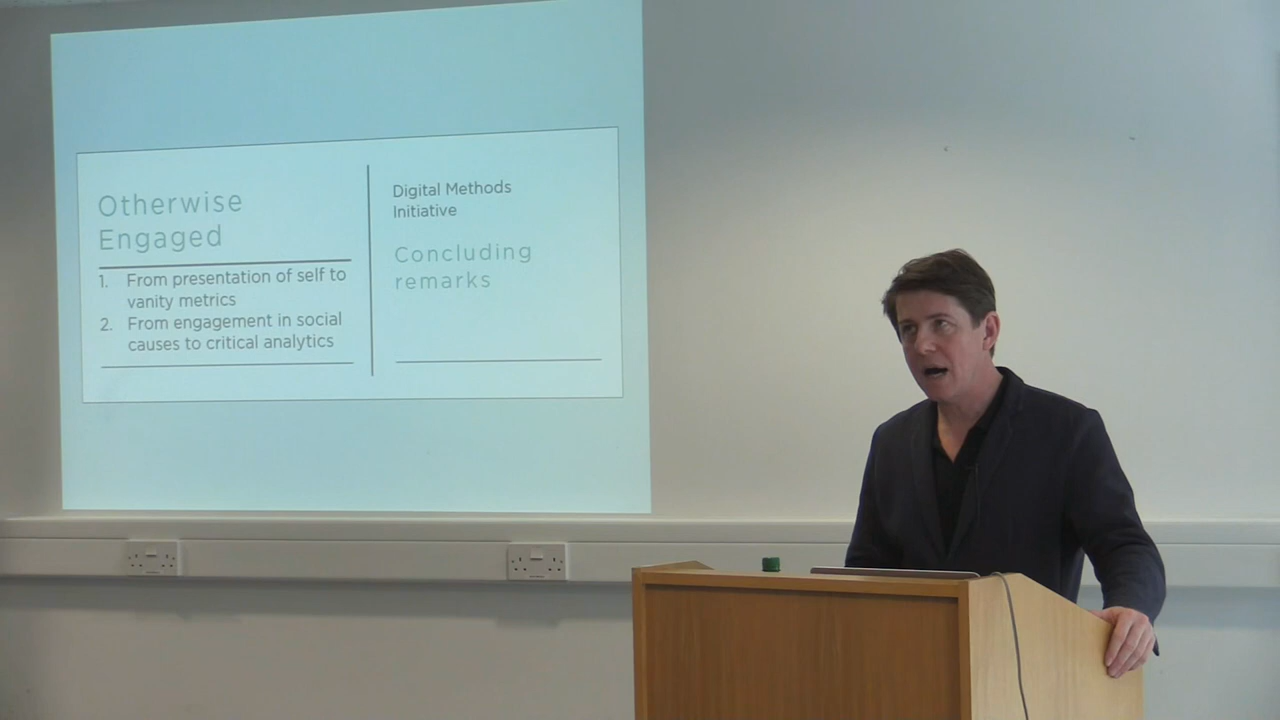 Otherwise
Engaged
1. From presentation of self to
vanity metrics
2. From engagement in social
causes to critical analytics
Digital Methods
Initiative
Concluding
remarks